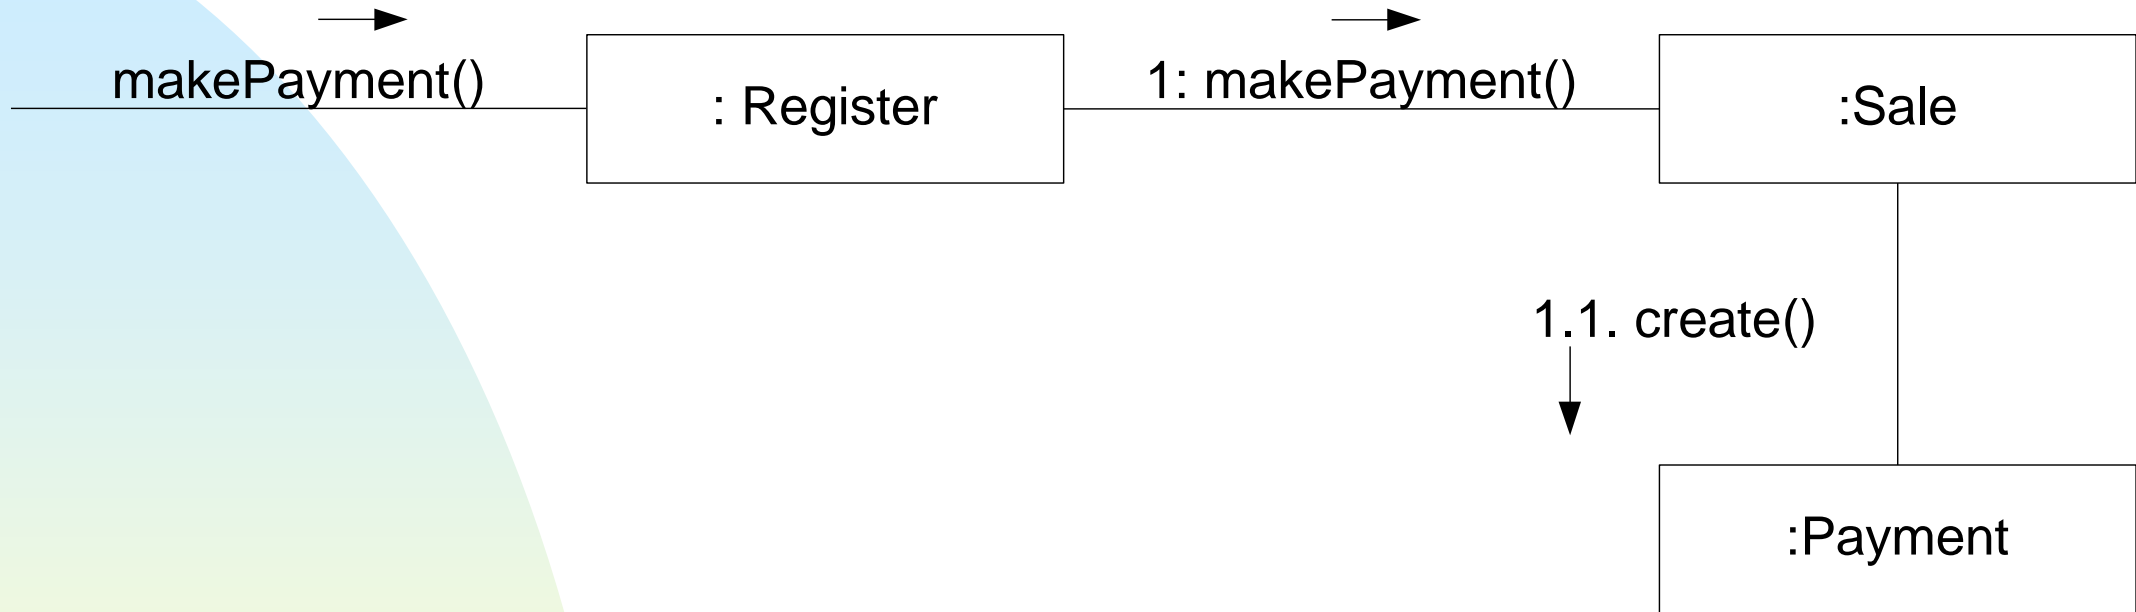 makePayment()
: Register
1: makePayment()
:Sale
1.1. create()
:Payment